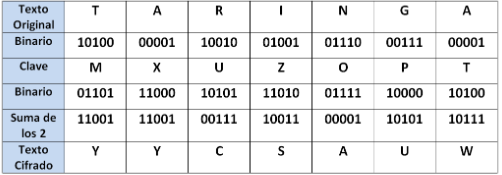 Texto Original T A R I N G A
Binario 10100 00001 10010 01001 01110 00111 00001
Clave M X U Z O P T
Binario 01101 11000 10101 11010 01111 10000 10100
Suma de los 2 11001 11001 00111 10011 00001 10101 10111
Texto Cifrado Y Y C S A U W